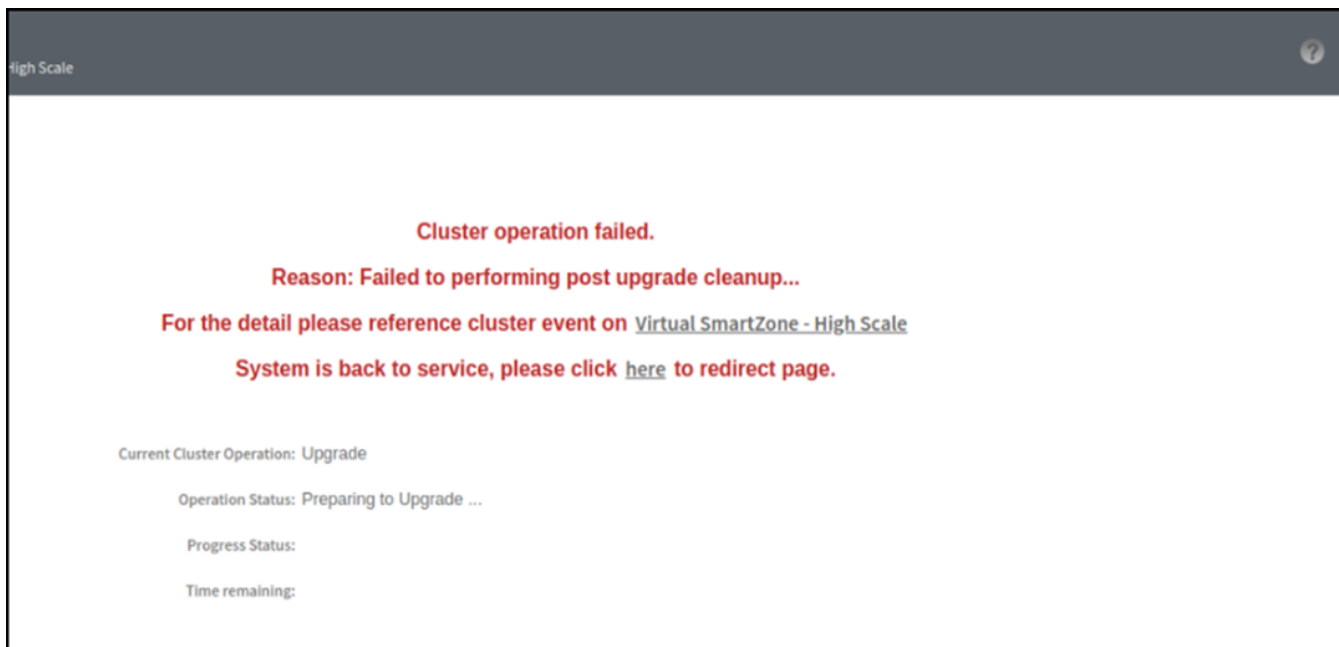 High Scale
?
Cluster operation failed.
Reason: Failed to performing post upgrade cleanup...
For the detail please reference cluster event on Virtual SmartZone - High Scale
System is back to service, please click here to redirect page.
Current Cluster Operation: Upgrade
Operation Status: Preparing to Upgrade ...
Progress Status:
Time remaining: